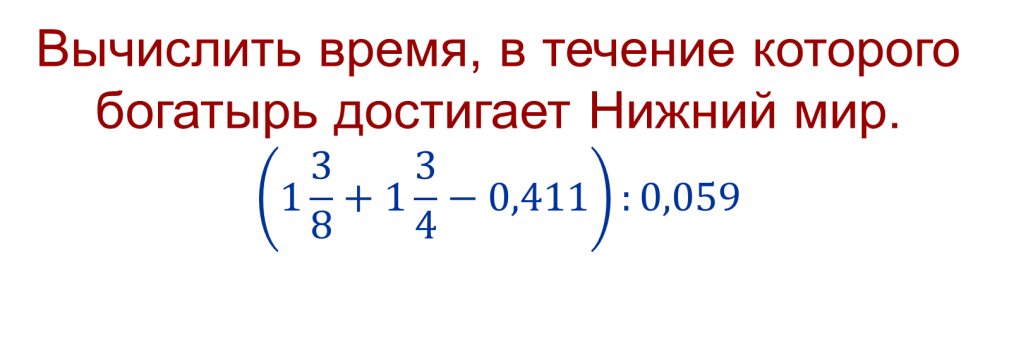 Вычислить время, в течение которого
богатырь достигает Нижний мир.
(1 3/8 + 1 3/4 − 0,411) : 0,059